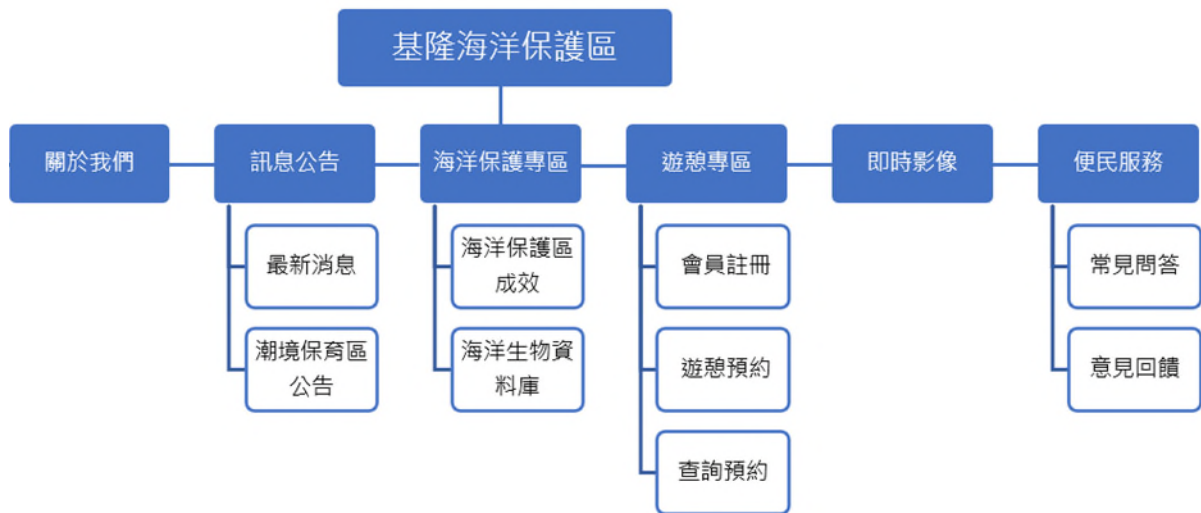 基隆海洋保護區
關於我們
訊息公告
海洋保護專區
遊憩專區
即時影像
便民服務
最新消息
潮境保育區
公告
海洋保護區
成效
海洋生物資
料庫
會員註冊
遊憩預約
查詢預約
常見問答
意見回饋